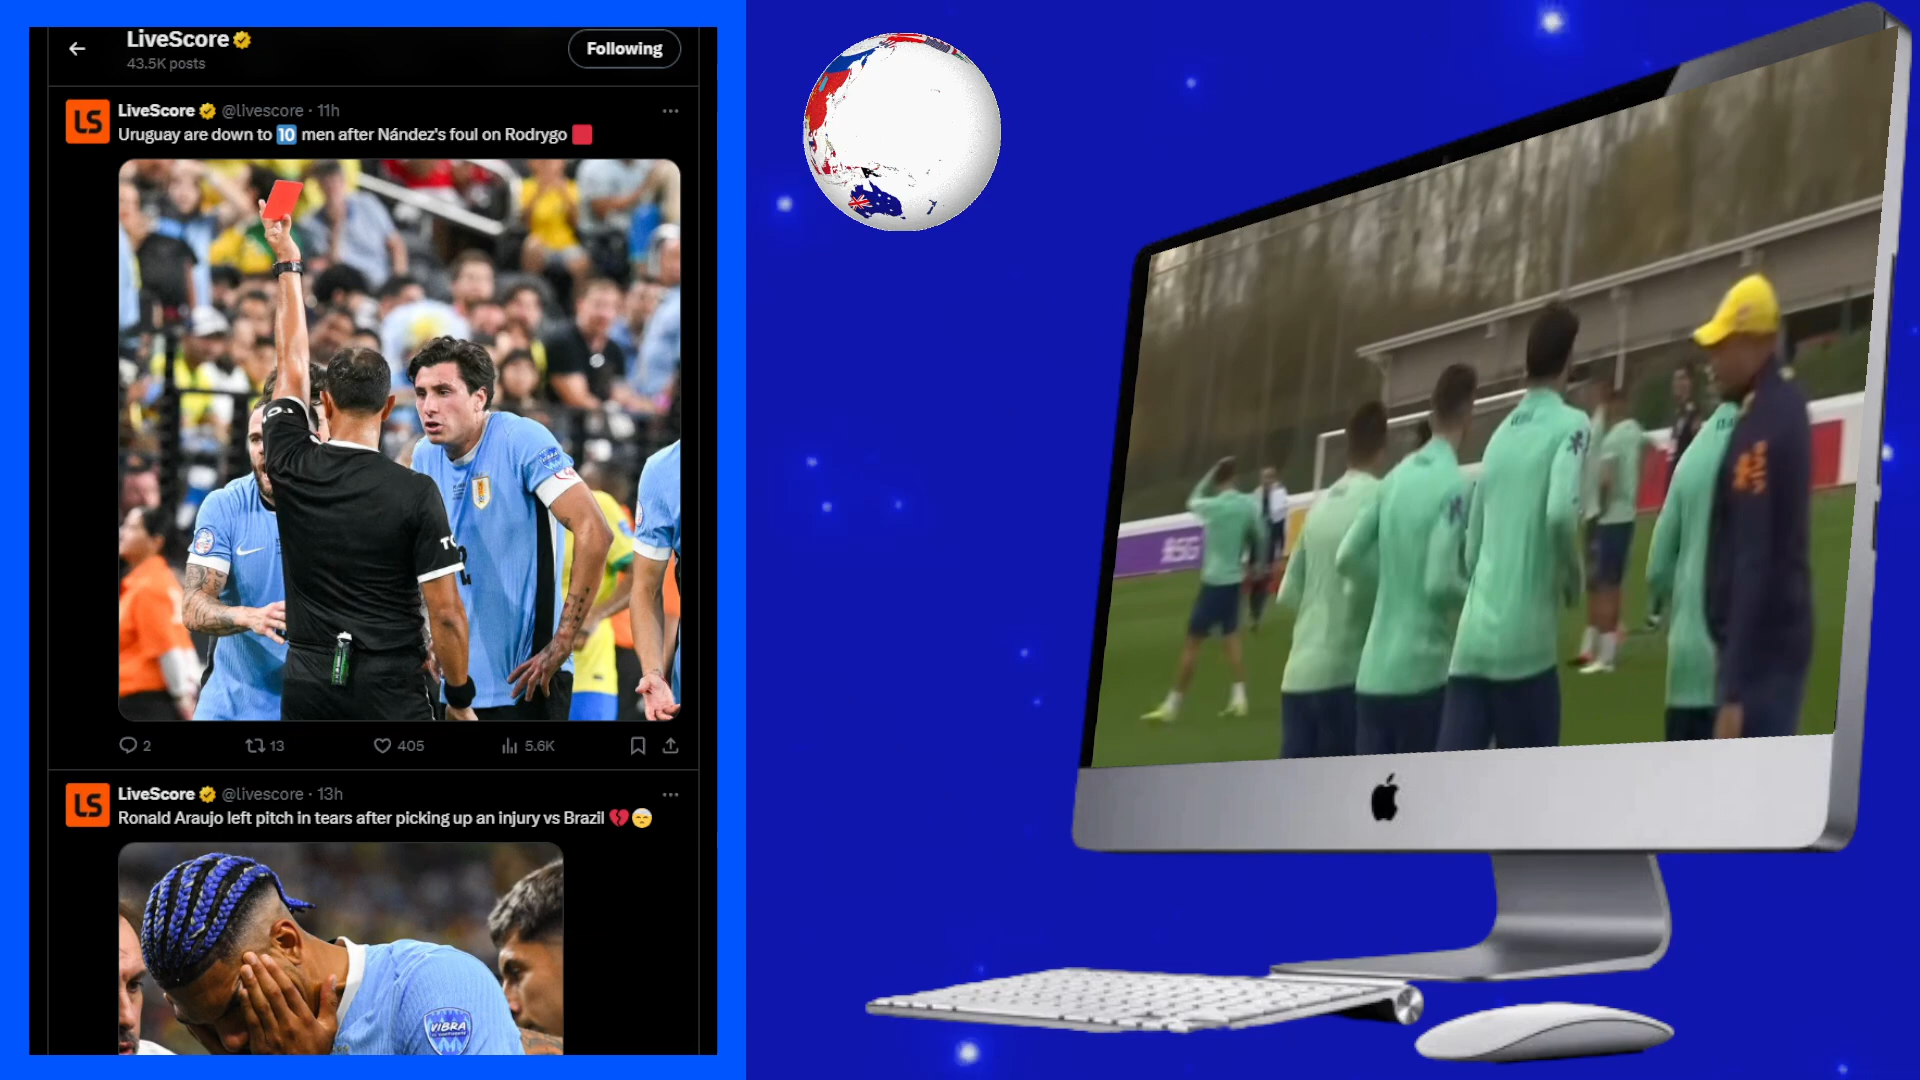 LiveScore
43.5K posts
Following
LS
LiveScore @livescore · 11h
Uruguay are down to 10 men after Nández's foul on Rodrygo
2
13
405
5.6K
LS
LiveScore @livescore · 13h
Ronald Araujo left pitch in tears after picking up an injury vs Brazil
VIBRA